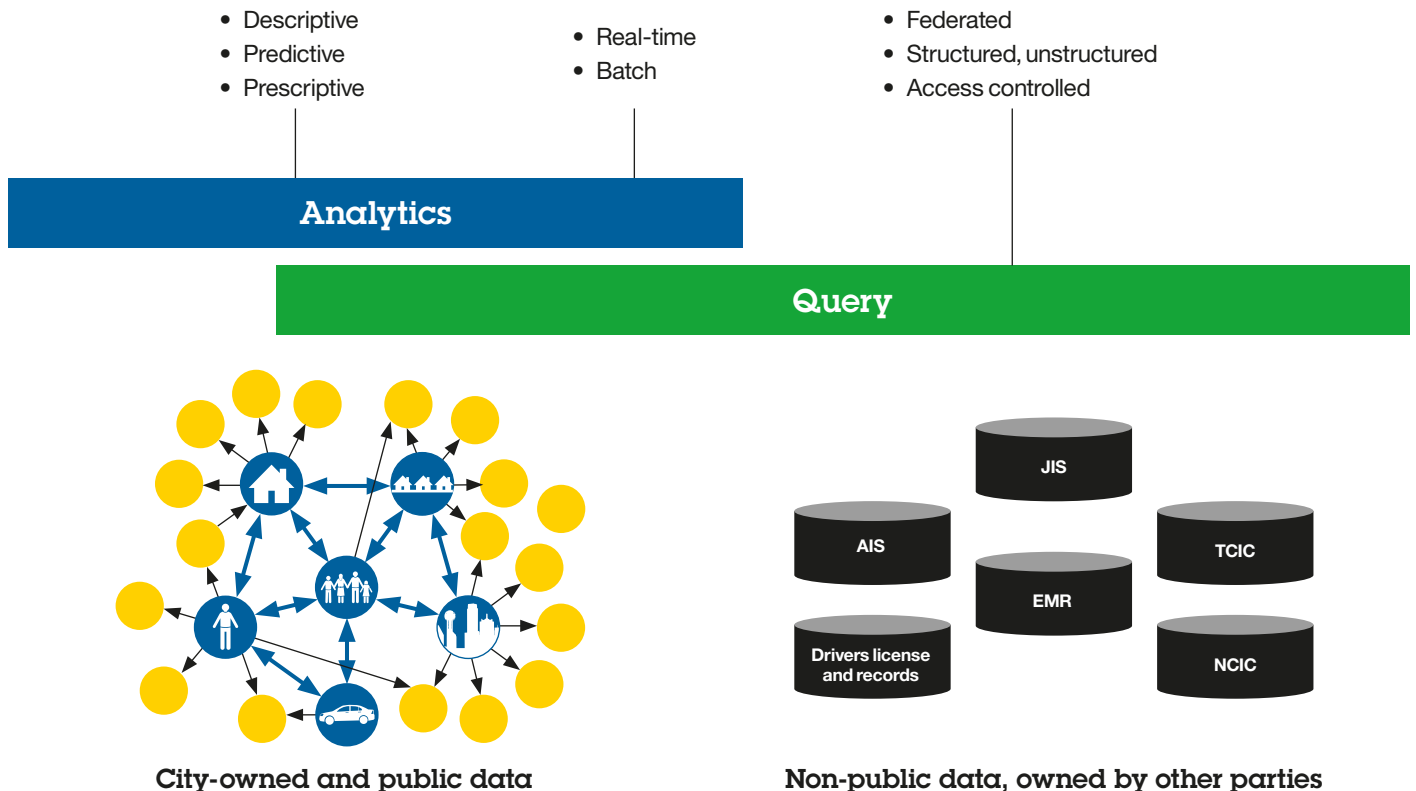 • Descriptive
• Predictive
• Prescriptive
• Real-time
• Batch
• Federated
• Structured, unstructured
• Access controlled
Analytics
Query
JIS
AIS
TCIC
EMR
Drivers license
and records
NCIC
City-owned and public data
Non-public data, owned by other parties